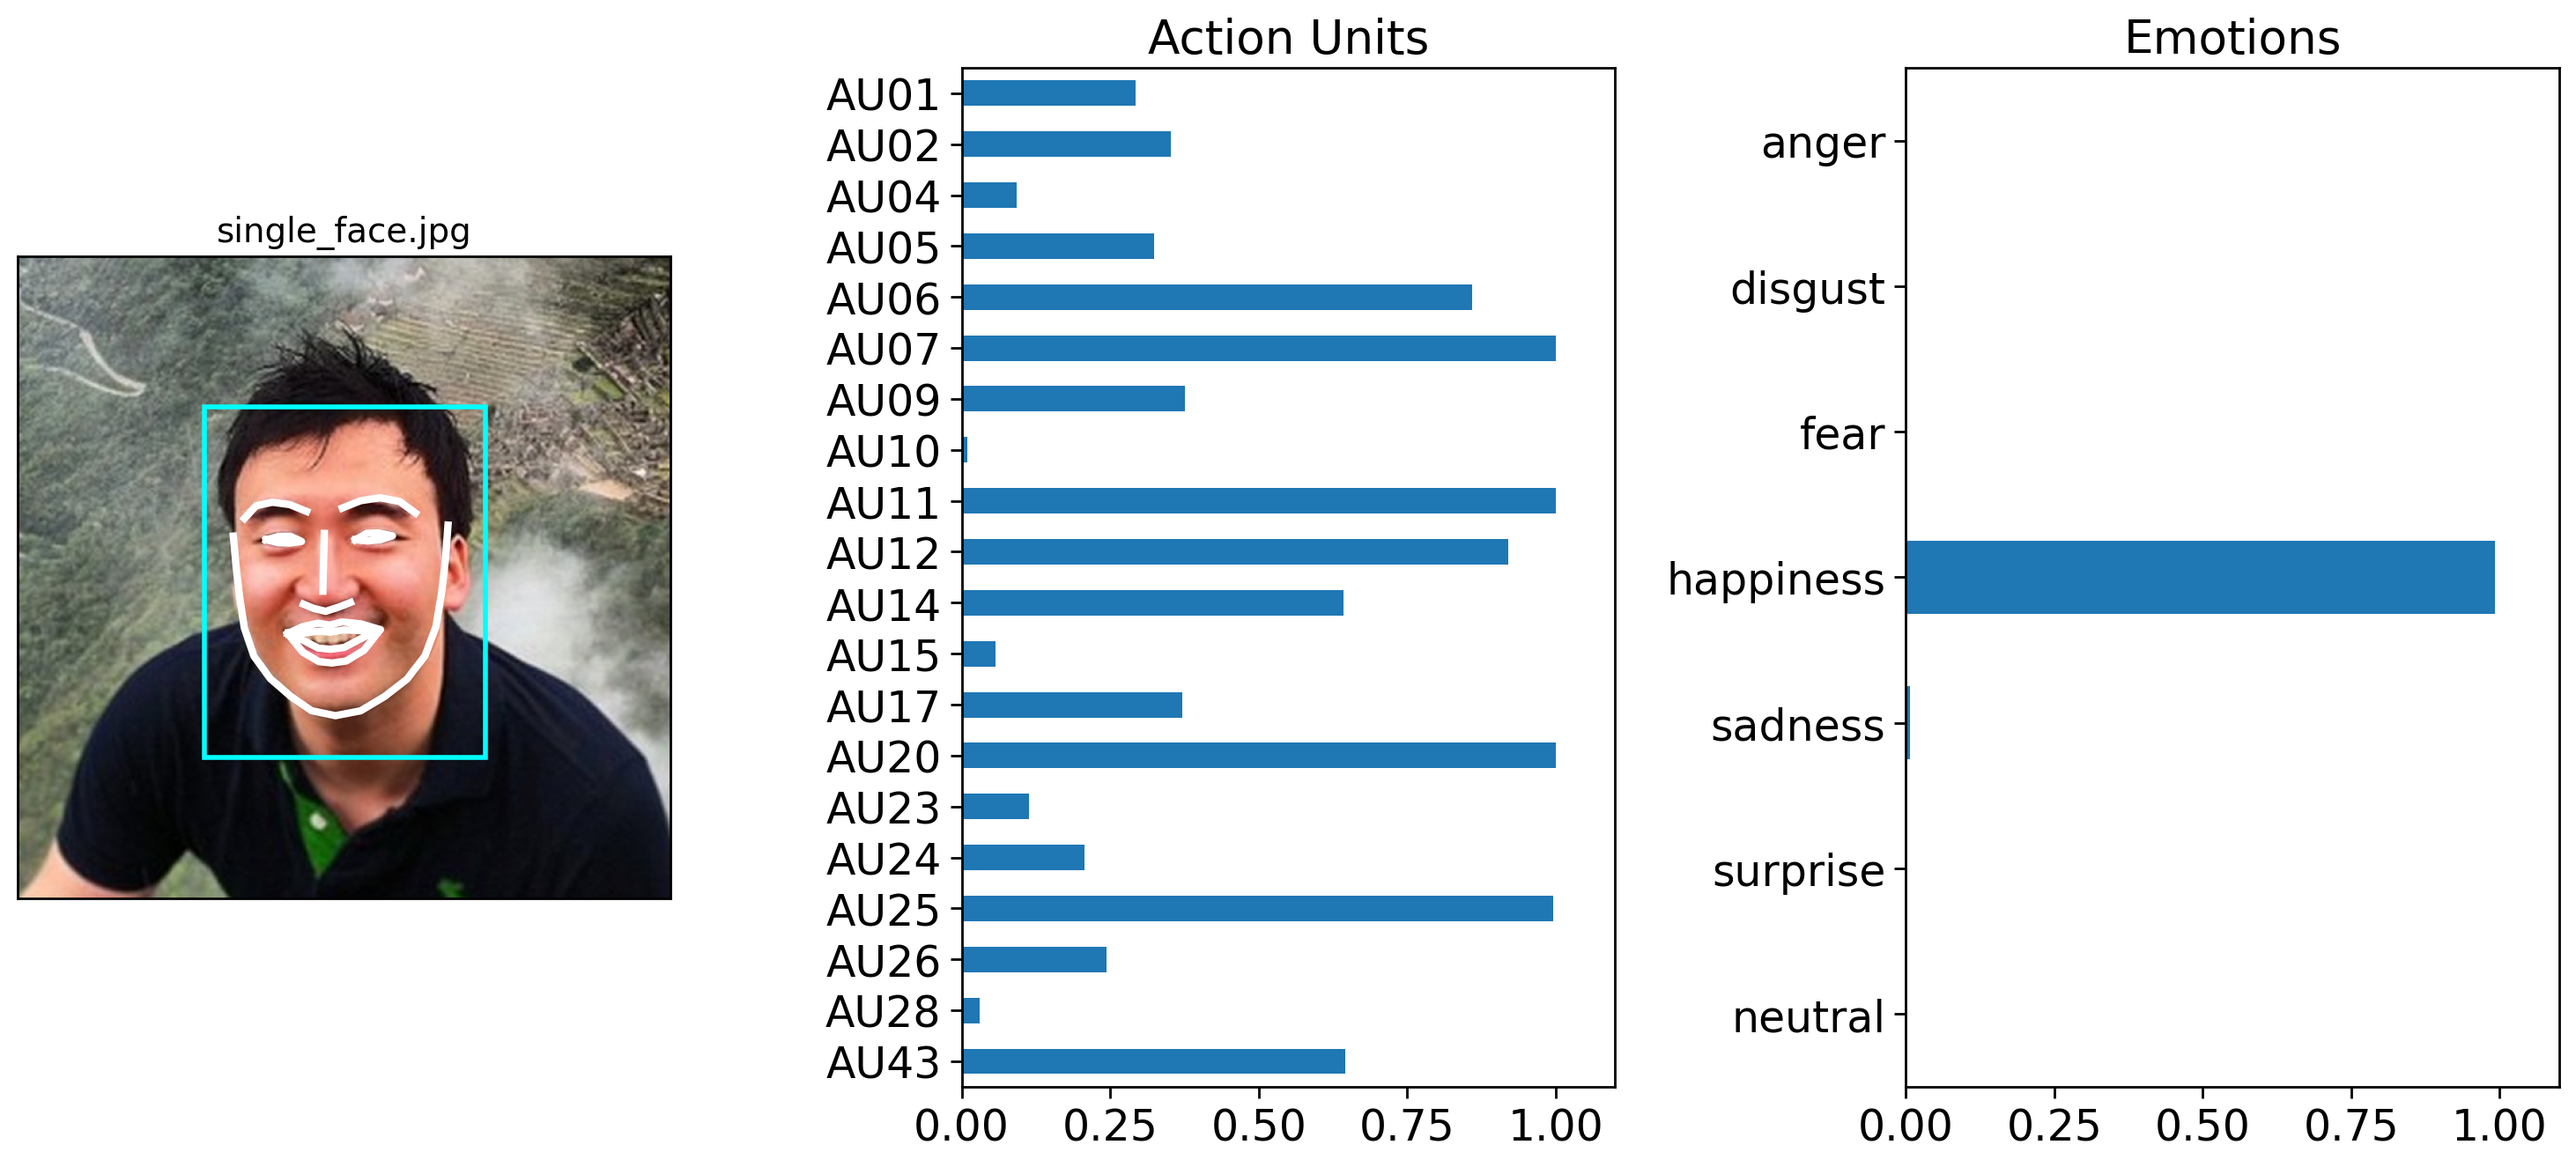 single_face.jpg
Action Units
AU01
AU02
AU04
AU05
AU06
AU07
AU09
AU10
AU11
AU12
AU14
AU15
AU17
AU20
AU23
AU24
AU25
AU26
AU28
AU43
0.00 0.25 0.50 0.75 1.00
Emotions
anger
disgust
fear
happiness
sadness
surprise
neutral
0.00 0.25 0.50 0.75 1.00